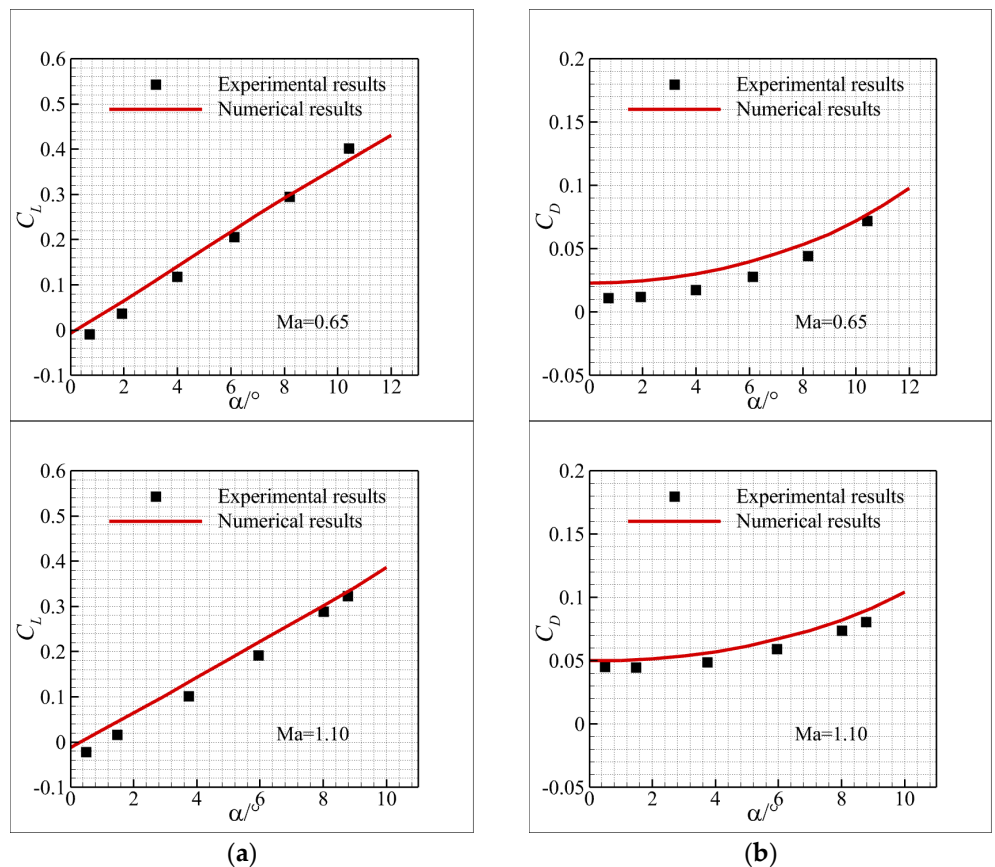 0.6
0.5
0.4
0.3
0.2
0.1
0
-0.1
C_L
Experimental results
Numerical results
Ma=0.65
0 2 4 6 8 10 12
α/°
0.2
0.15
0.1
0.05
0
-0.05
C_D
Experimental results
Numerical results
Ma=0.65
0 2 4 6 8 10 12
α/°
0.6
0.5
0.4
0.3
0.2
0.1
0
-0.1
C_L
Experimental results
Numerical results
Ma=1.10
0 2 4 6 8 10
α/°
0.2
0.15
0.1
0.05
0
-0.05
C_D
Experimental results
Numerical results
Ma=1.10
0 2 4 6 8 10
α/°
(a)
(b)